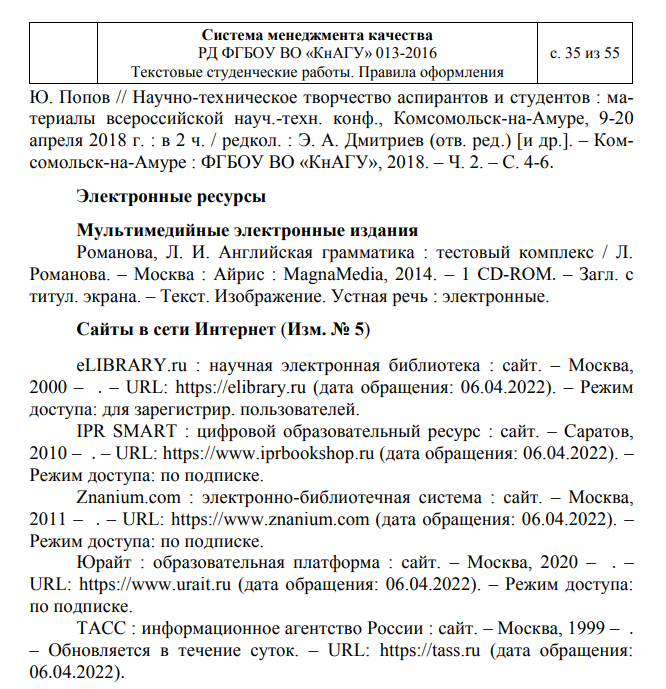 Система менеджмента качества
РД ФГБОУ ВО «КнАГУ» 013-2016
Текстовые студенческие работы. Правила оформления
с. 35 из 55
Ю. Попов // Научно-техническое творчество аспирантов и студентов : ма-
териалы всероссийской науч.-техн. конф., Комсомольск-на-Амуре, 9-20
апреля 2018 г. : в 2 ч. / редкол. : Э. А. Дмитриев (отв. ред.) [и др.]. – Ком-
сомольск-на-Амуре : ФГБОУ ВО «КнАГУ», 2018. – Ч. 2. – С. 4-6.
Электронные ресурсы
Мультимедийные электронные издания
Романова, Л. И. Английская грамматика : тестовый комплекс / Л.
Романова. – Москва : Айрис : MagnaMedia, 2014. – 1 CD-ROM. – Загл. с
титул. экрана. – Текст. Изображение. Устная речь : электронные.
Сайты в сети Интернет (Изм. № 5)
eLIBRARY.ru : научная электронная библиотека : сайт. – Москва,
2000 – . – URL: https://elibrary.ru (дата обращения: 06.04.2022). – Режим
доступа: для зарегистрир. пользователей.
IPR SMART : цифровой образовательный ресурс : сайт. – Саратов,
2010 – . – URL: https://www.iprbookshop.ru (дата обращения: 06.04.2022). –
Режим доступа: по подписке.
Znanium.com : электронно-библиотечная система : сайт. – Москва,
2011 – . – URL: https://www.znanium.com (дата обращения: 06.04.2022). –
Режим доступа: по подписке.
Юрайт : образовательная платформа : сайт. – Москва, 2020 – . –
URL: https://www.urait.ru (дата обращения: 06.04.2022). – Режим доступа:
по подписке.
ТАСС : информационное агентство России : сайт. – Москва, 1999 – .
– Обновляется в течение суток. – URL: https://tass.ru (дата обращения:
06.04.2022).